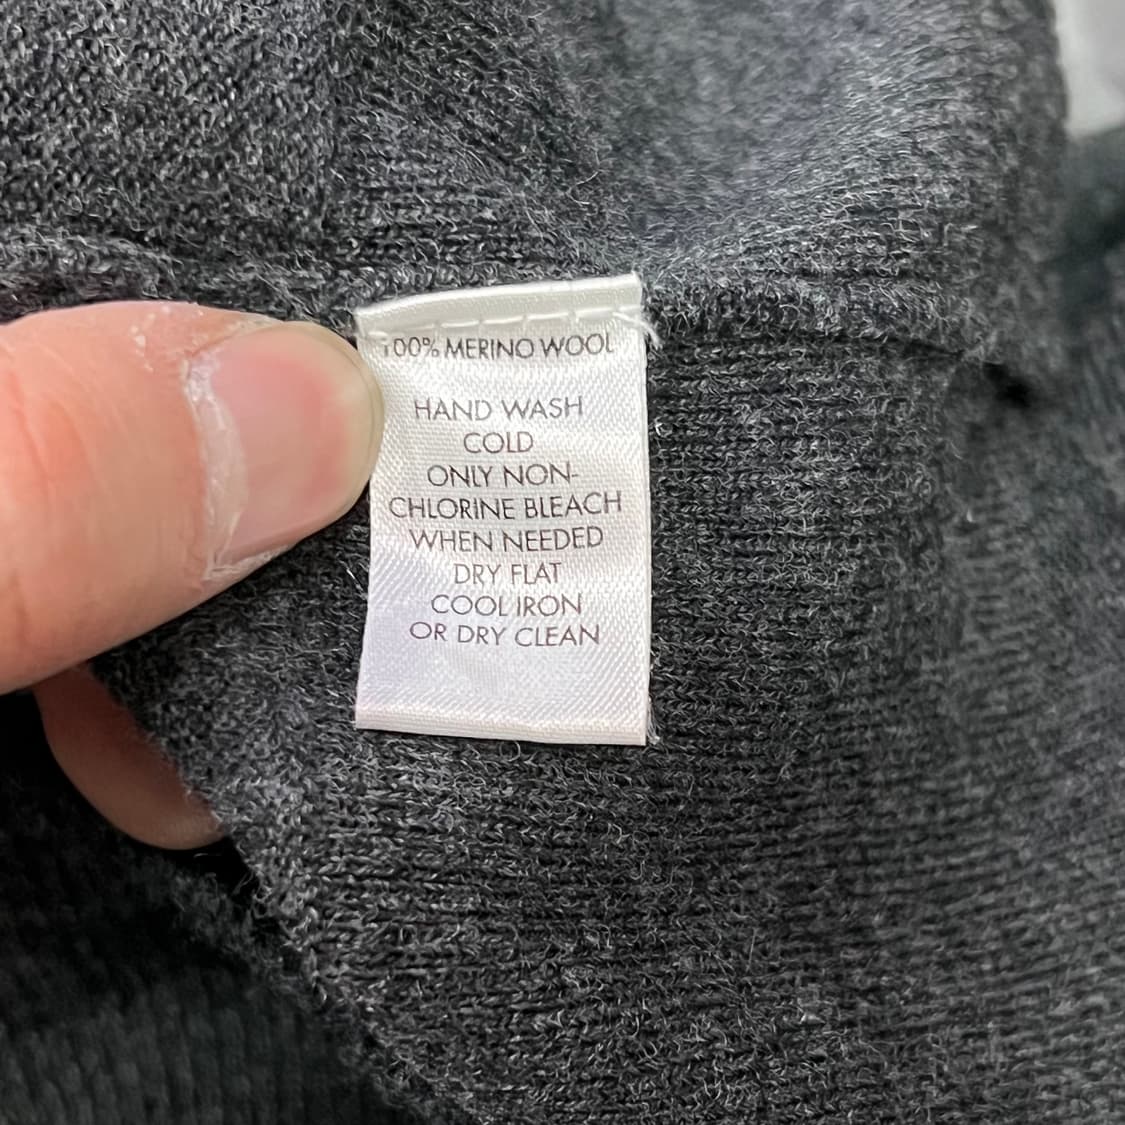 100% MERINO WOOL
HAND WASH
COLD
ONLY NON-
CHLORINE BLEACH
WHEN NEEDED
DRY FLAT
COOL IRON
OR DRY CLEAN